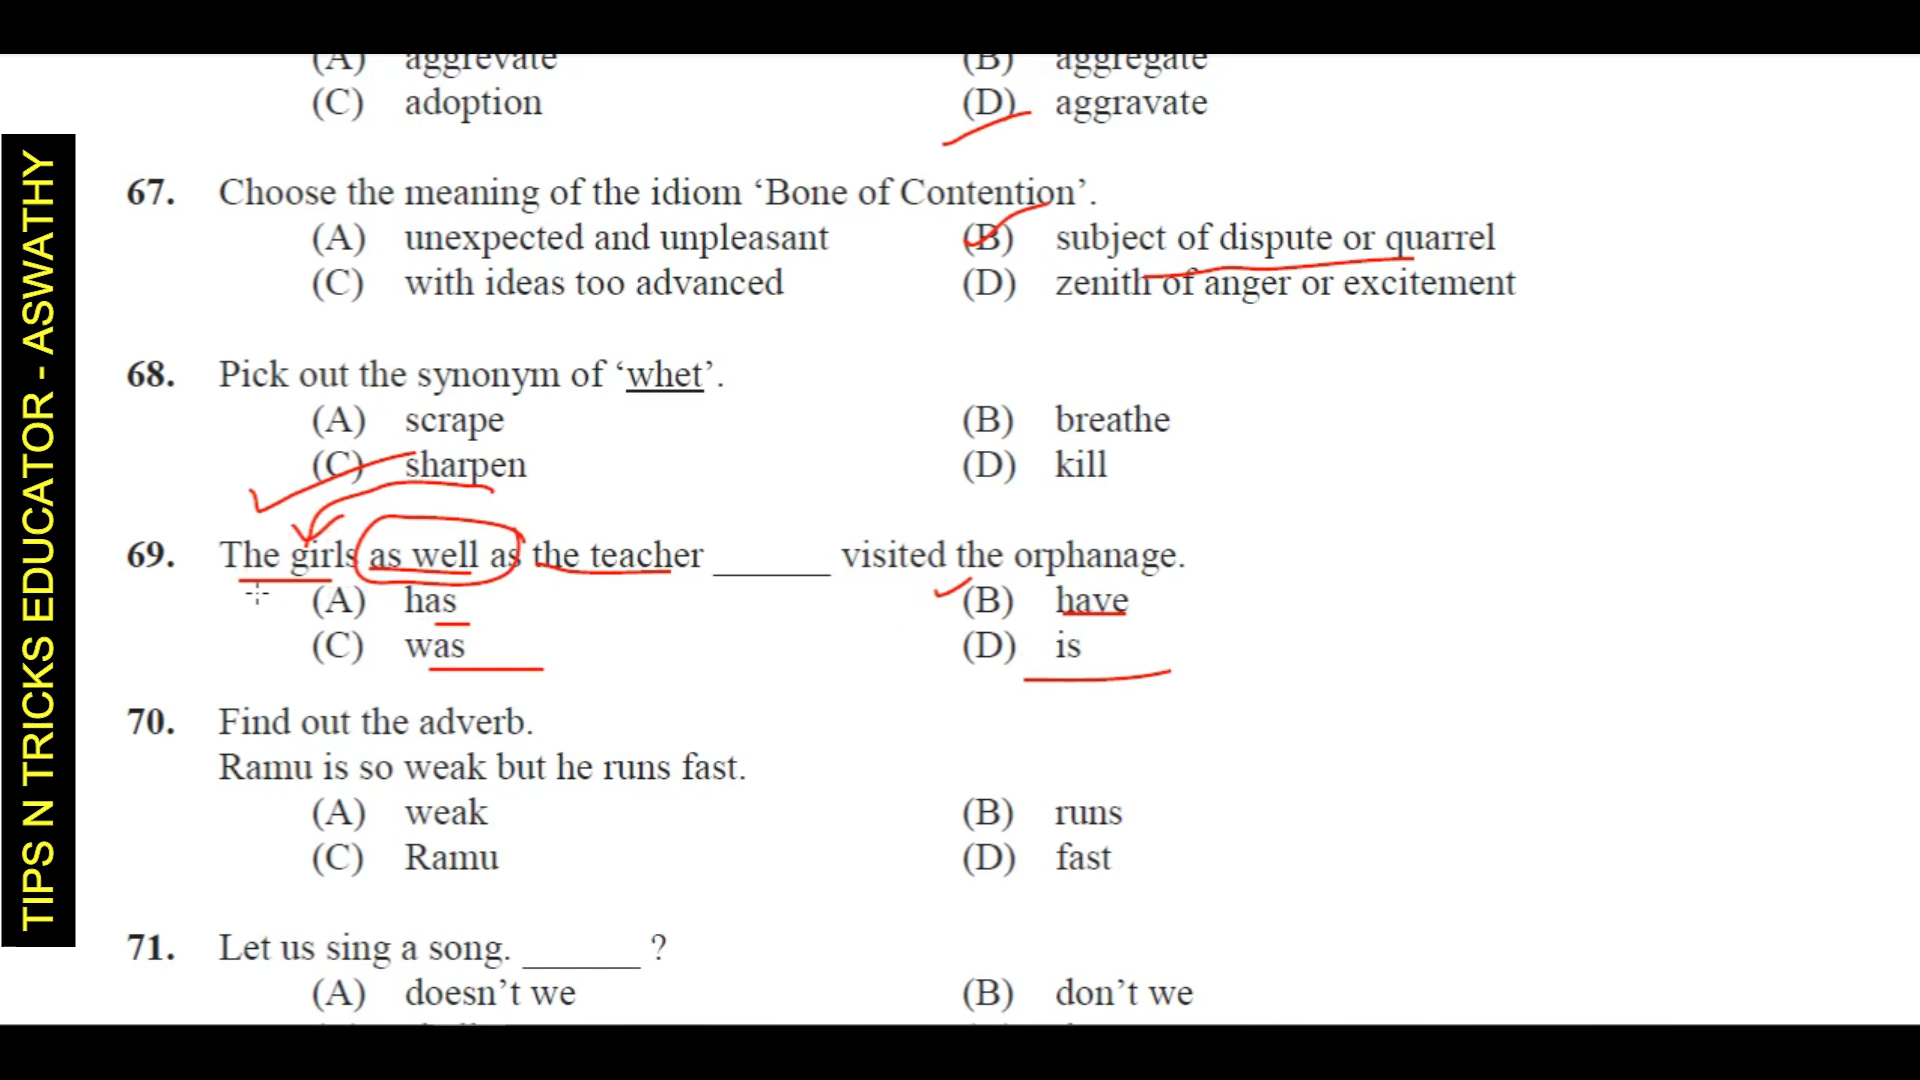 (A) aggrevate (B) aggregate
(C) adoption (D) aggravate
67. Choose the meaning of the idiom ‘Bone of Contention’.
(A) unexpected and unpleasant (B) subject of dispute or quarrel
(C) with ideas too advanced (D) zenith of anger or excitement
68. Pick out the synonym of ‘whet’.
(A) scrape (B) breathe
(C) sharpen (D) kill
69. The girls as well as the teacher ______ visited the orphanage.
(A) has (B) have
(C) was (D) is
70. Find out the adverb.
Ramu is so weak but he runs fast.
(A) weak (B) runs
(C) Ramu (D) fast
71. Let us sing a song. ______ ?
(A) doesn’t we (B) don’t we
TIPS N TRICKS EDUCATOR - ASWATHY